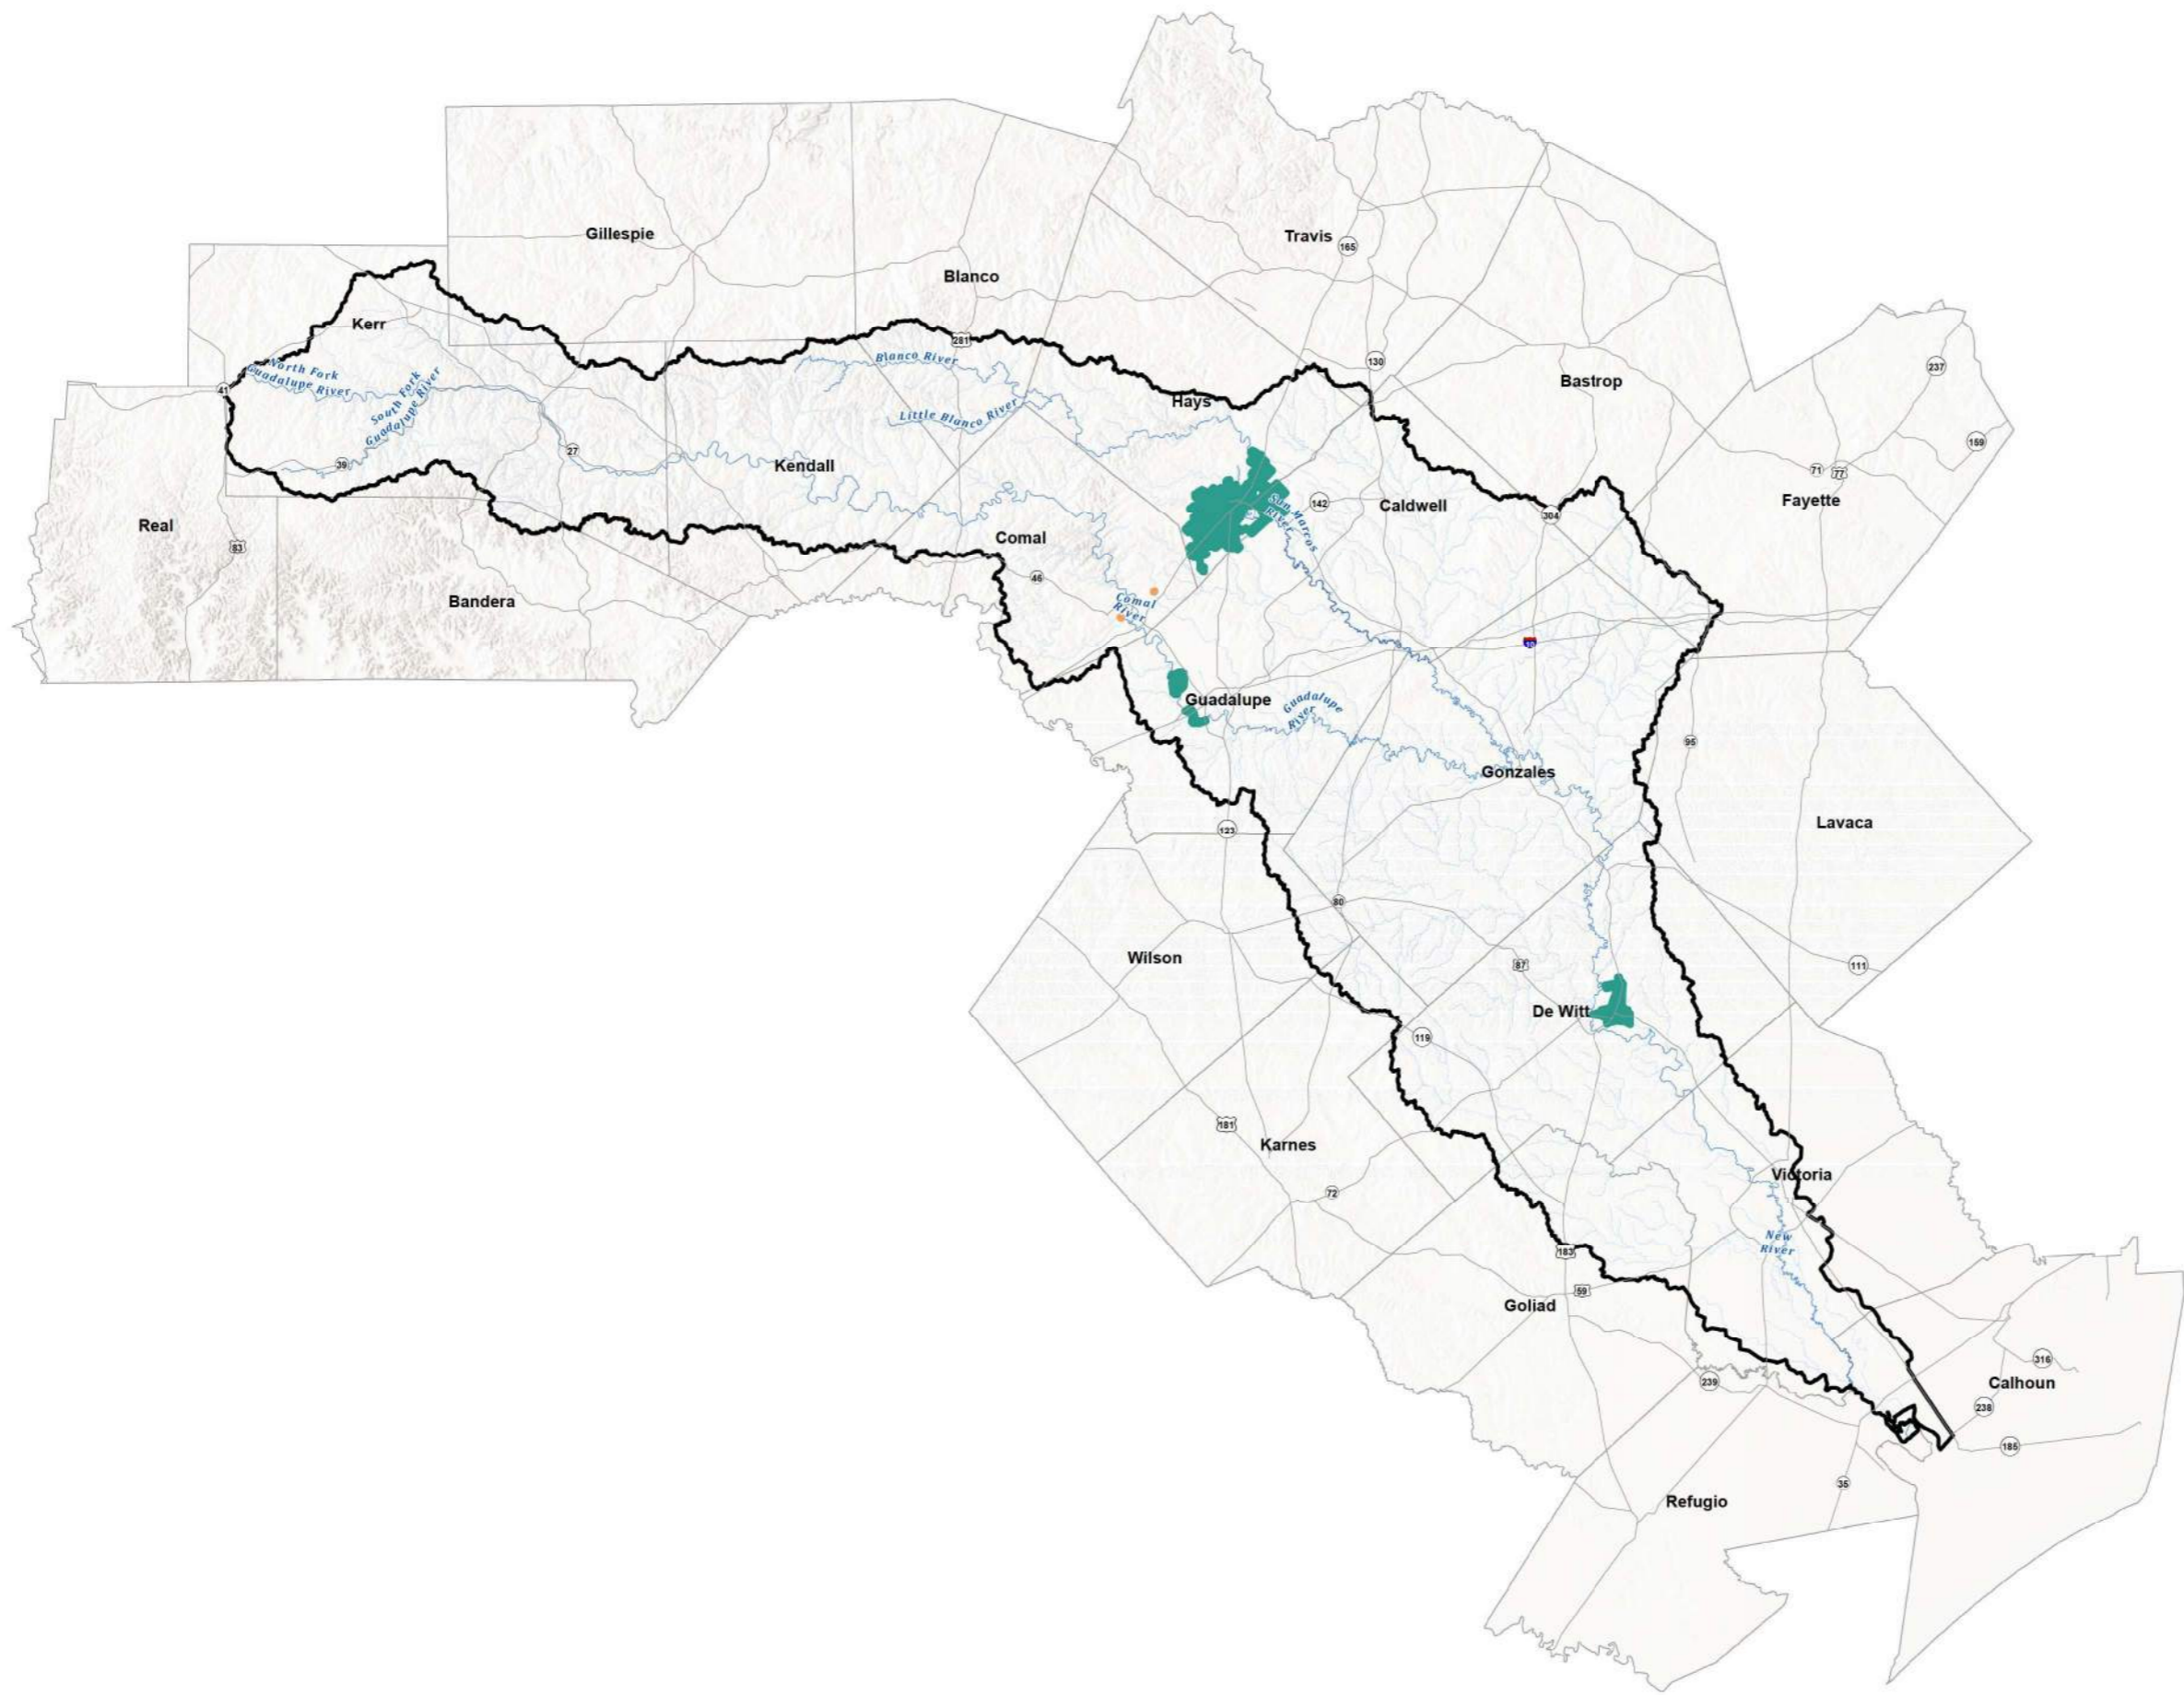 Gillespie
Travis
165
Blanco
Kerr
281
130
237
Blanco River
North Fork
Guadalupe River
South Fork
Guadalupe River
41
Bastrop
Hays
Little Blanco River
159
27
39
Kendall
71
77
Fayette
142
San Marcos
River
Caldwell
304
Real
83
Comal
46
Bandera
Comal
River
10
Guadalupe
Guadalupe
River
95
Gonzales
Lavaca
123
80
Wilson
87
111
De Witt
119
181
Karnes
72
Victoria
New
River
183
59
Goliad
239
316
Calhoun
238
185
35
Refugio